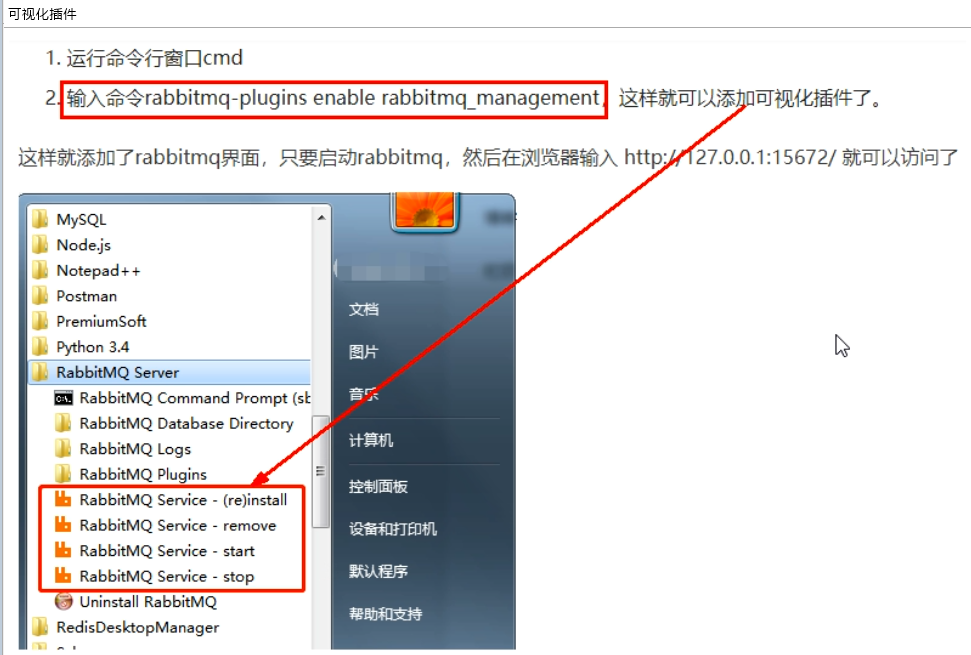 可视化插件
1. 运行命令行窗口cmd
2. 输入命令rabbitmq-plugins enable rabbitmq_management，这样就可以添加可视化插件了。
这样就添加了rabbitmq界面，只要启动rabbitmq，然后在浏览器输入 http://127.0.0.1:15672/ 就可以访问了
MySQL
Node.js
Notepad++
Postman
PremiumSoft
Python 3.4
RabbitMQ Server
RabbitMQ Command Prompt (sb
RabbitMQ Database Directory
RabbitMQ Logs
RabbitMQ Plugins
RabbitMQ Service - (re)install
RabbitMQ Service - remove
RabbitMQ Service - start
RabbitMQ Service - stop
Uninstall RabbitMQ
RedisDesktopManager
文档
图片
音乐
计算机
控制面板
设备和打印机
默认程序
帮助和支持